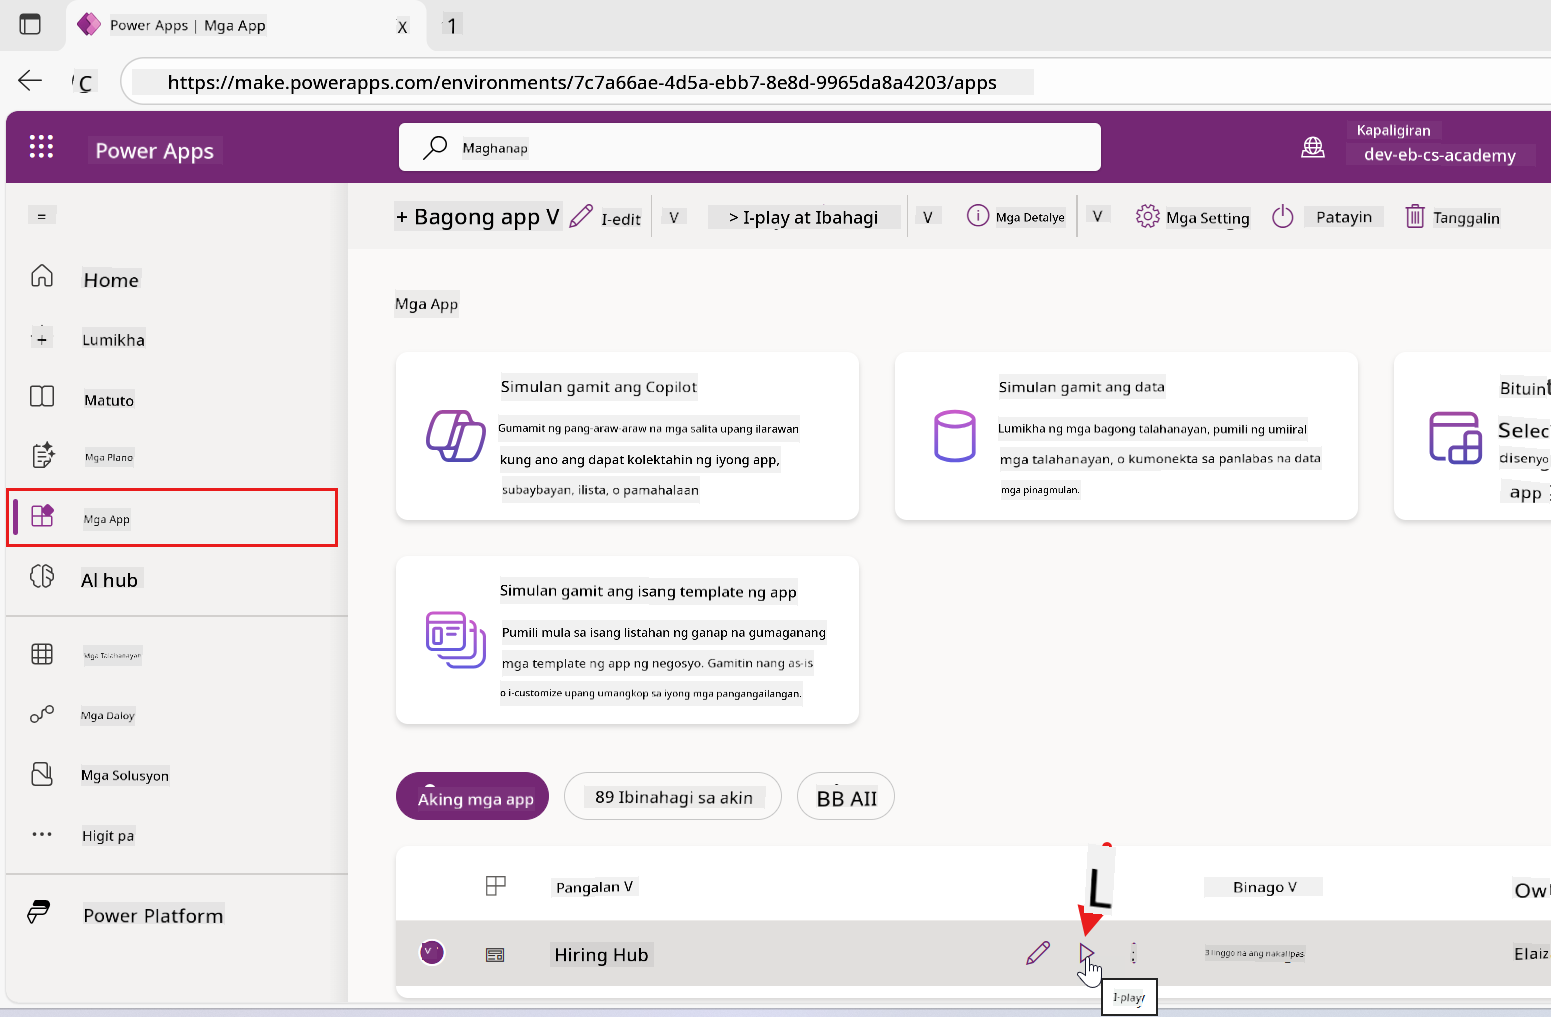 Power Apps | Mga App X 1
C https://make.powerapps.com/environments/7c7a66ae-4d5a-ebb7-8e8d-9965da8a4203/apps
Power Apps
Maghanap
Kapaligiran
dev-eb-cs-academy
=
Home
+ Lumikha
Matuto
Mga Plano
Mga App
Al hub
Mga Talahanayan
Mga Daloy
Mga Solusyon
Higit pa
Power Platform
+ Bagong app V I-edit V > I-play at Ibahagi V Mga Detalye V Mga Setting Patayin Tanggalin
Mga App
Simulan gamit ang Copilot
Gumamit ng pang-araw-araw na mga salita upang ilarawan
kung ano ang dapat kolektahin ng iyong app,
subaybayan, ilista, o pamahalaan
Simulan gamit ang data
Lumikha ng mga bagong talahanayan, pumili ng umiiral
mga talahanayan, o kumonekta sa panlabas na data
mga pinagmulan.
disenyo
app
Simulan gamit ang isang template ng app
Pumili mula sa isang listahan ng ganap na gumaganang
mga template ng app ng negosyo. Gamitin nang as-is
o i-customize upang umangkop sa iyong mga pangangailangan.
Aking mga app 89 Ibinahagi sa akin BB AII
L
Pangalan V Binago V
Hiring Hub 3 linggo na ang nakalipas
I-play